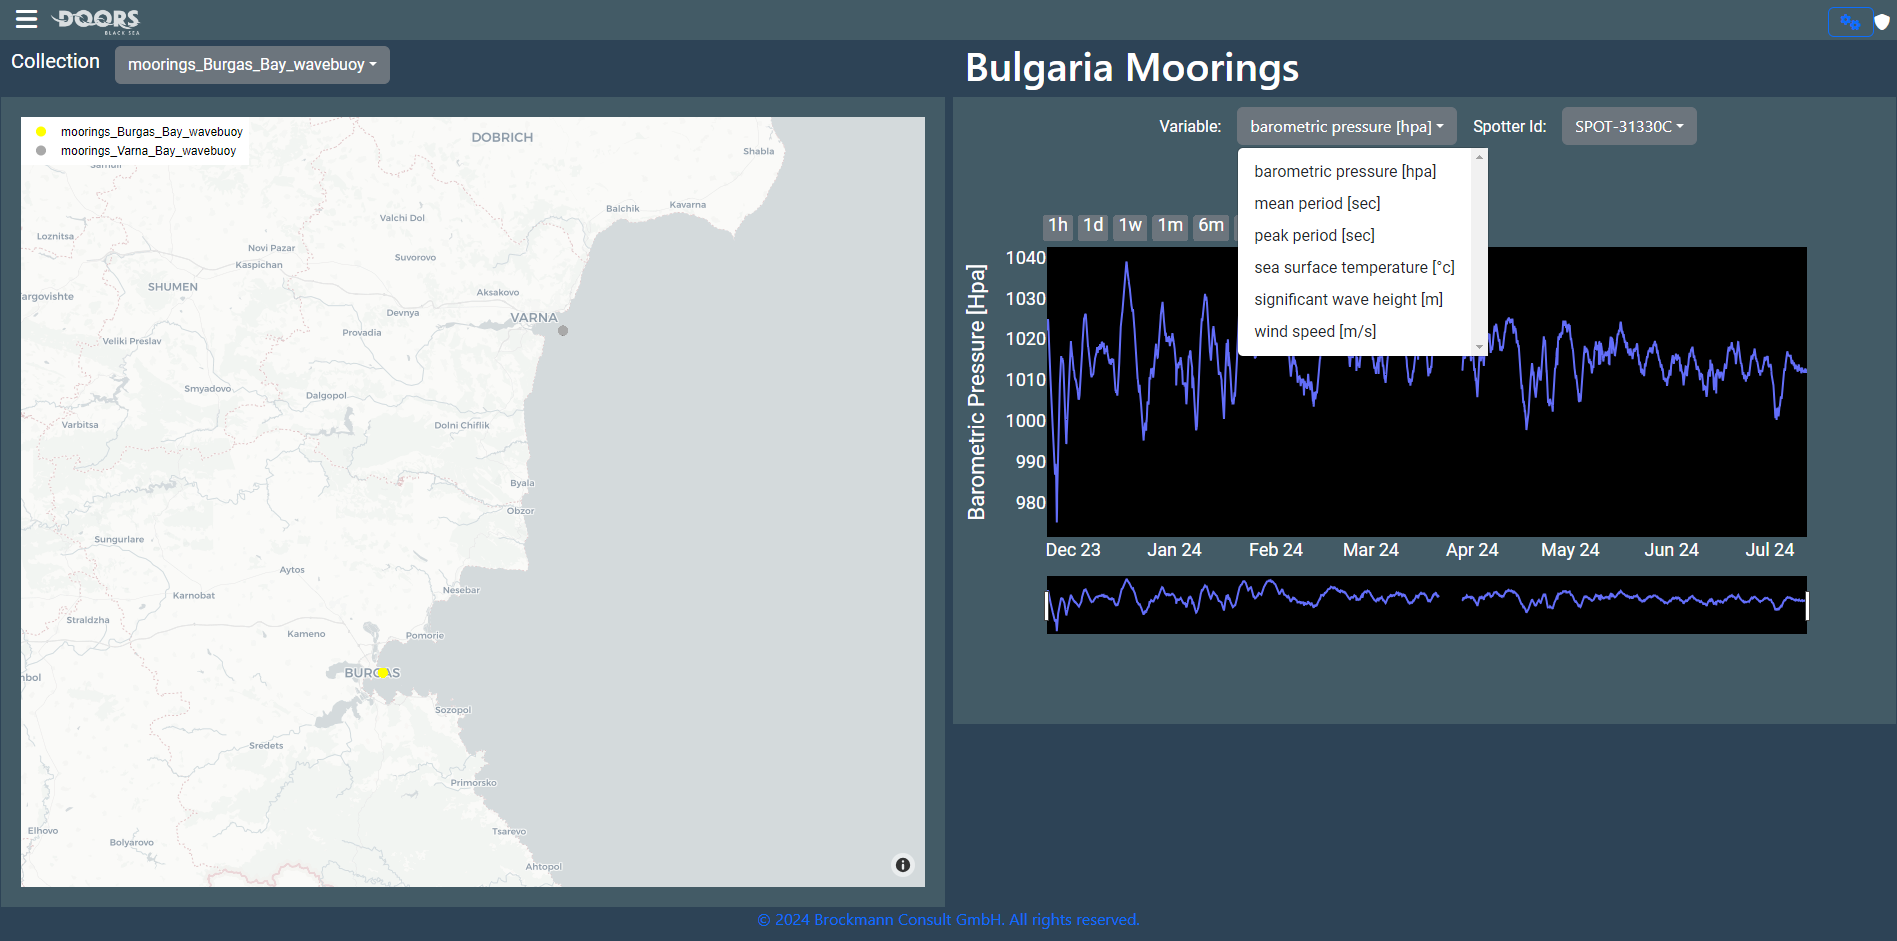 DOORS
BLACK SEA
Collection
moorings_Burgas_Bay_wavebuoy
Bulgaria Moorings
moorings_Burgas_Bay_wavebuoy
moorings_Varna_Bay_wavebuoy
DOBRICH
Shabla
Balchik
Kavarna
Valchi Dol
Loznitsa
Novi Pazar
Suvorovo
Kaspichan
SHUMEN
Aksakovo
argovishte
Devnya
VARNA
Provadia
Veliki Preslav
Smyadovo
Dalgopol
Varbitsa
Dolni Chiflik
Byala
Obzor
Sungurlare
Aytos
Nesebar
Karnobat
Straldzha
Kameno
Pomorie
BURGAS
nbol
Sozopol
Sredets
Primorsko
Elhovo
Tsarevo
Bolyarovo
Ahtopol
Variable:
barometric pressure [hpa]
Spotter Id:
SPOT-31330C
barometric pressure [hpa]
mean period [sec]
peak period [sec]
sea surface temperature [°c]
significant wave height [m]
wind speed [m/s]
1h 1d 1w 1m 6m
Barometric Pressure [Hpa]
1040
1030
1020
1010
1000
990
980
Dec 23 Jan 24 Feb 24 Mar 24 Apr 24 May 24 Jun 24 Jul 24
© 2024 Brockmann Consult GmbH. All rights reserved.